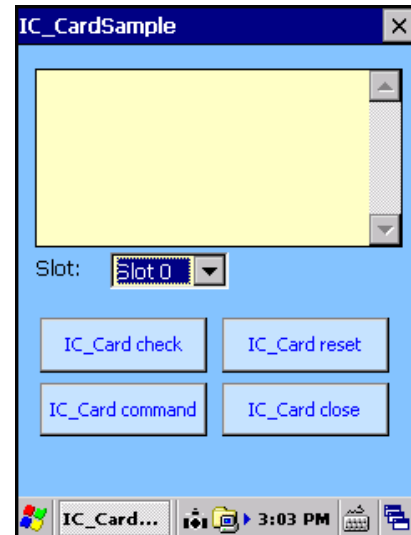 IC_CardSample
Slot:
Slot 0
IC_Card check
IC_Card reset
IC_Card command
IC_Card close
IC_Card...
3:03 PM